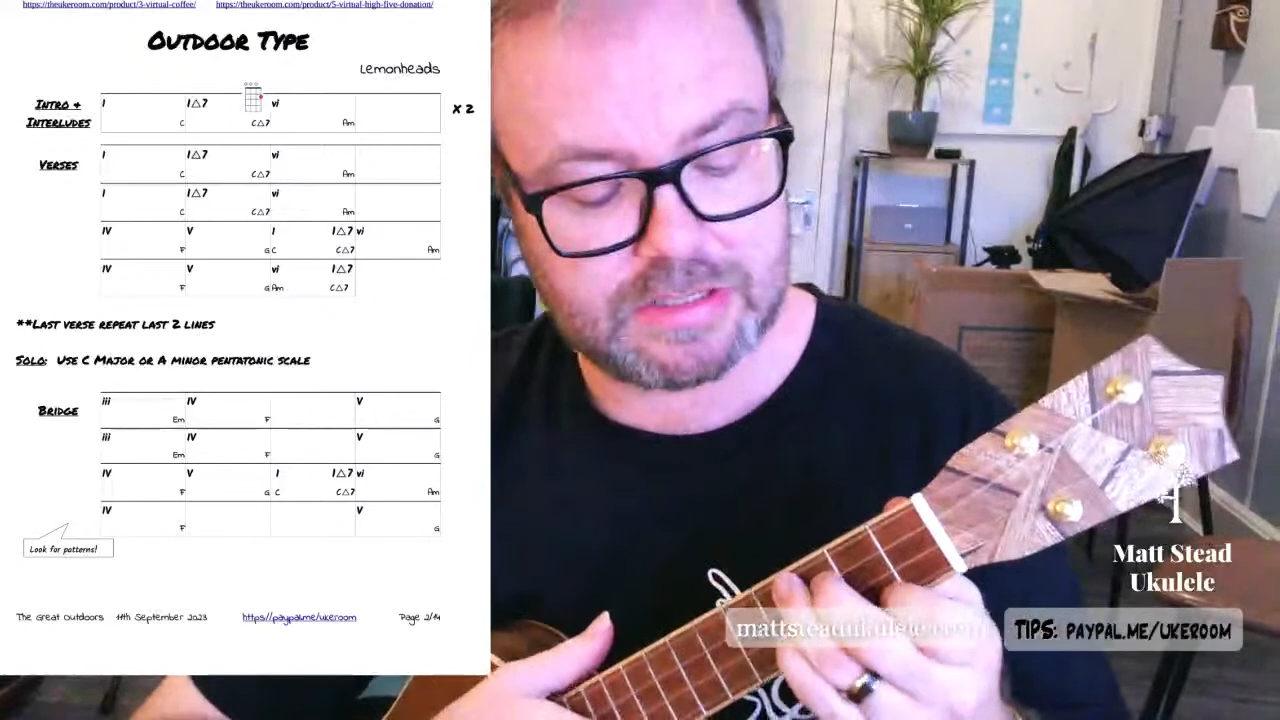 https://theukeroom.com/product/3-virtual-coffee/ https://theukeroom.com/product/5-virtual-high-five-donation/
Outdoor Type
Lemonheads
Intro +
Interludes
I I△7 vi
C C△7 Am
x 2
Verses
I I△7 vi
C C△7 Am
I I△7 vi
C C△7 Am
IV V I I△7 vi
F G C C△7 Am
IV V vi I△7
F G Am C△7
**Last verse repeat last 2 lines
Solo: Use C Major or A minor pentatonic scale
Bridge
iii IV V
Em F G
iii IV V
Em F G
IV V I I△7 vi
F G C C△7 Am
IV V
F G
Look for patterns!
The Great Outdoors 11th September 2023 https://paypal.me/ukeroom Page 2/14
Matt Stead
Ukulele
mattsteadukulele.com
TIPS: PAYPAL.ME/UKEROOM